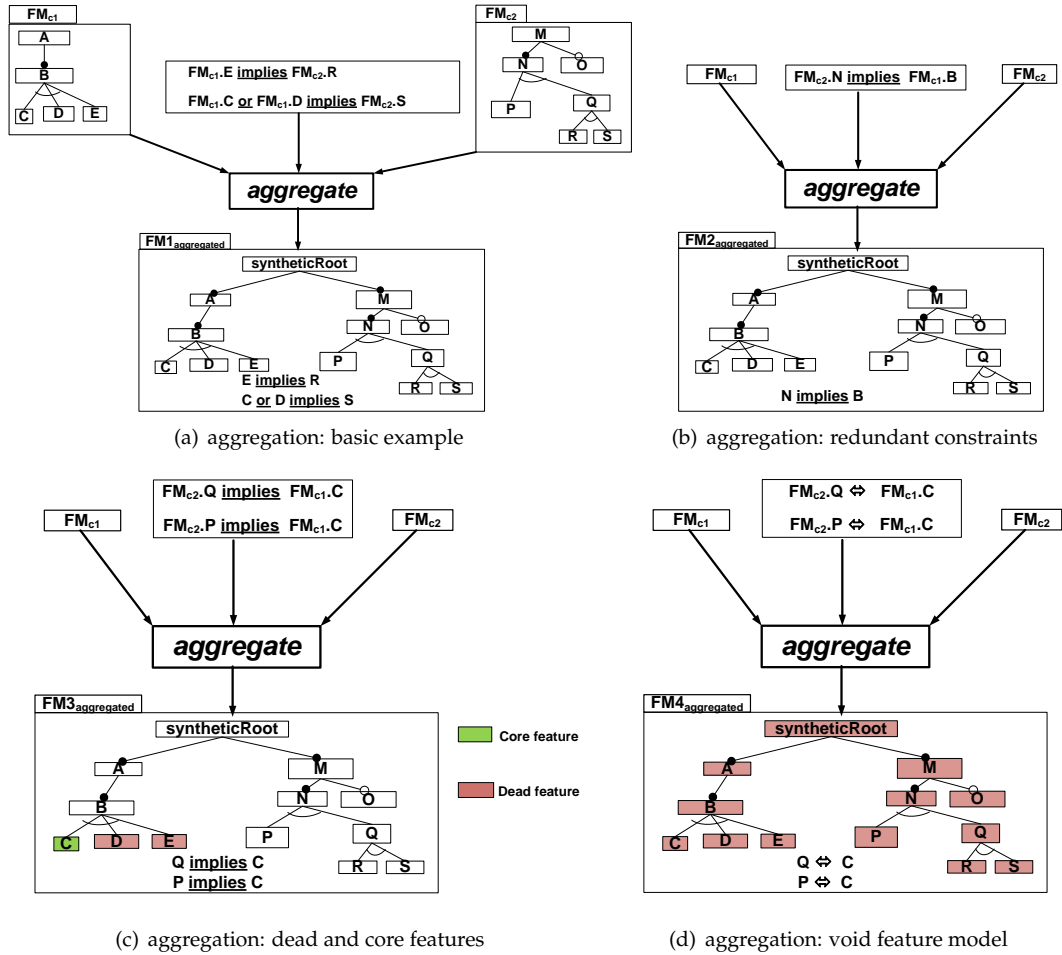 FMc1
A
B
C D E
FMc1.E implies FMc2.R
FMc1.C or FMc1.D implies FMc2.S
FMc2
M
N O
P Q
R S
aggregate
FM1aggregated
syntheticRoot
A M
B N O
C D E P Q
R S
E implies R
C or D implies S
(a) aggregation: basic example
FMc1
FMc2.N implies FMc1.B
FMc2
aggregate
FM2aggregated
syntheticRoot
A M
B N O
C D E P Q
R S
N implies B
(b) aggregation: redundant constraints
FMc1
FMc2.Q implies FMc1.C
FMc2.P implies FMc1.C
FMc2
aggregate
FM3aggregated
syntheticRoot
A M
B N O
C D E P Q
R S
Q implies C
P implies C
Core feature
Dead feature
(c) aggregation: dead and core features
FMc1
FMc2.Q ⇔ FMc1.C
FMc2.P ⇔ FMc1.C
FMc2
aggregate
FM4aggregated
syntheticRoot
A M
B N O
C D E P Q
R S
Q ⇔ C
P ⇔ C
(d) aggregation: void feature model